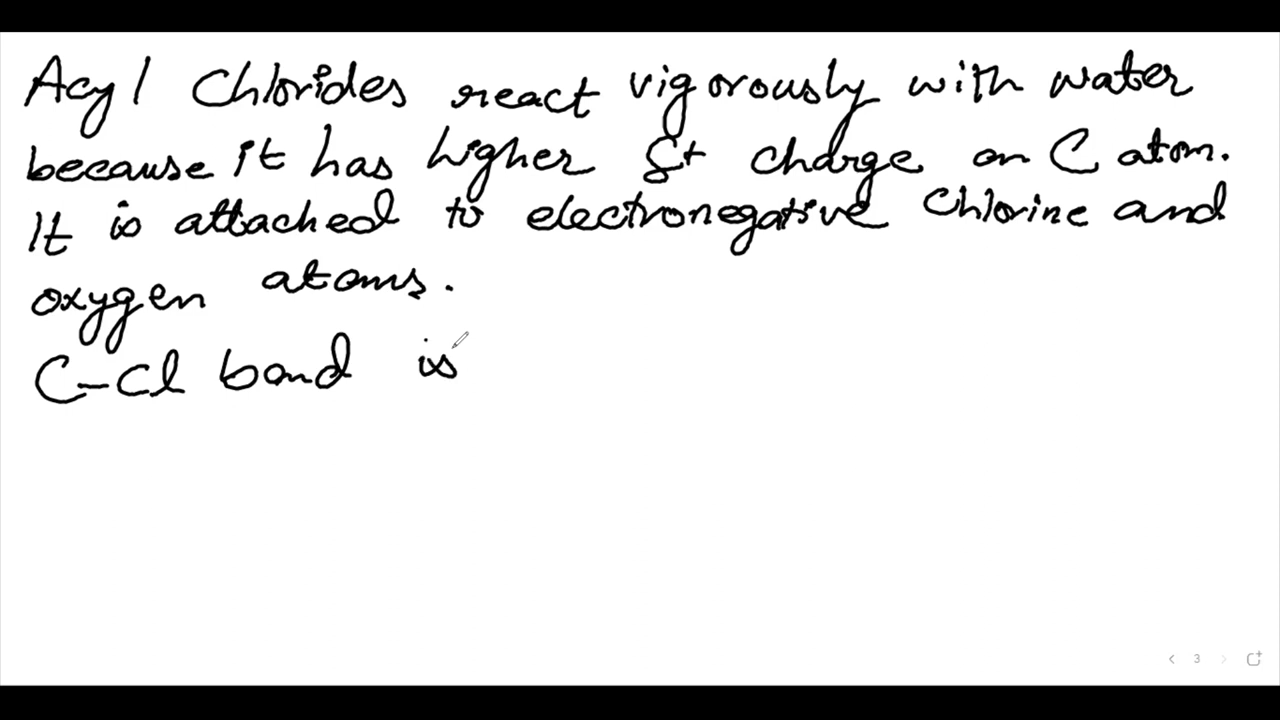 Acyl Chlorides react vigorously with water
because it has higher δ+ charge on C atom.
It is attached to electronegative Chlorine and
oxygen atoms.
C-Cl bond is
3